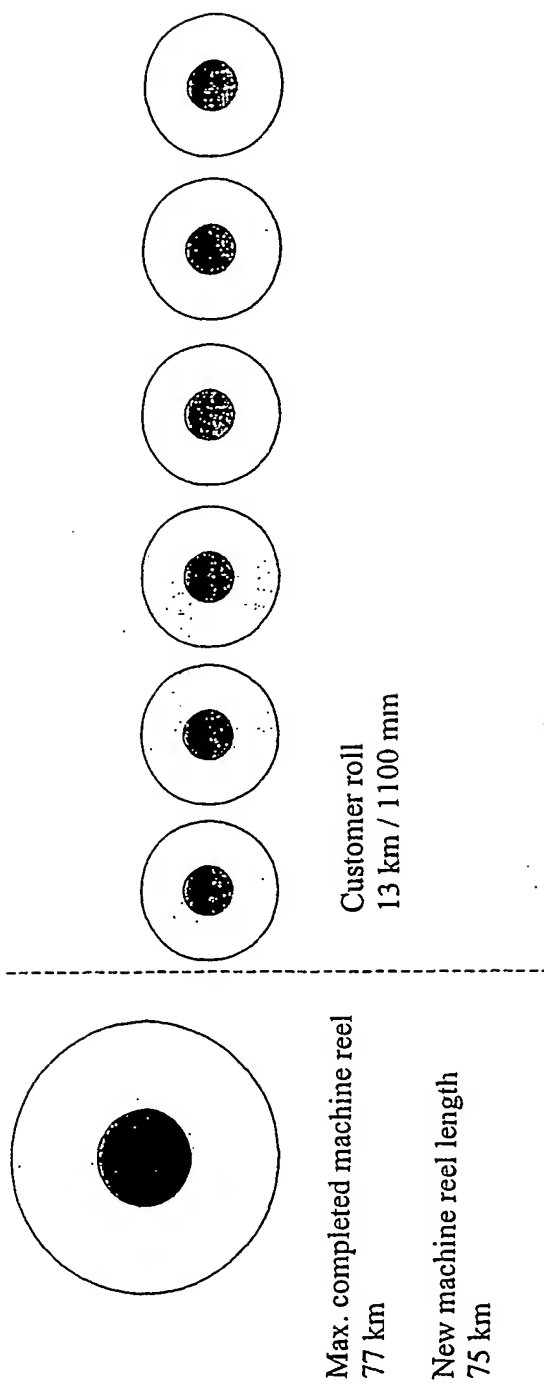 Max. completed machine reel
77 km
New machine reel length
75 km
Customer roll
13 km / 1100 mm